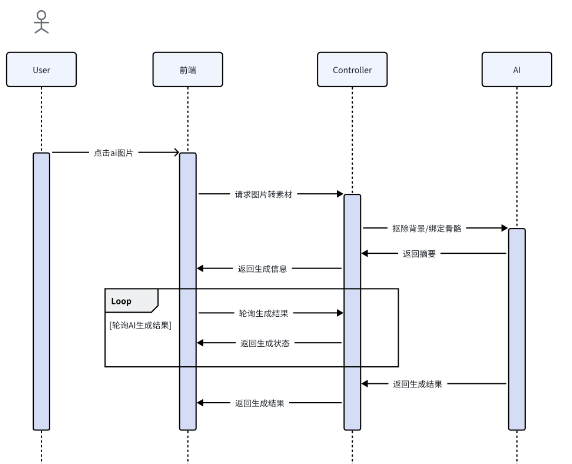 User
前端
Controller
AI
点击ai图片
请求图片转素材
抠除背景/绑定骨骼
返回摘要
返回生成信息
Loop
[轮询AI生成结果]
轮询生成结果
返回生成状态
返回生成结果
返回生成结果